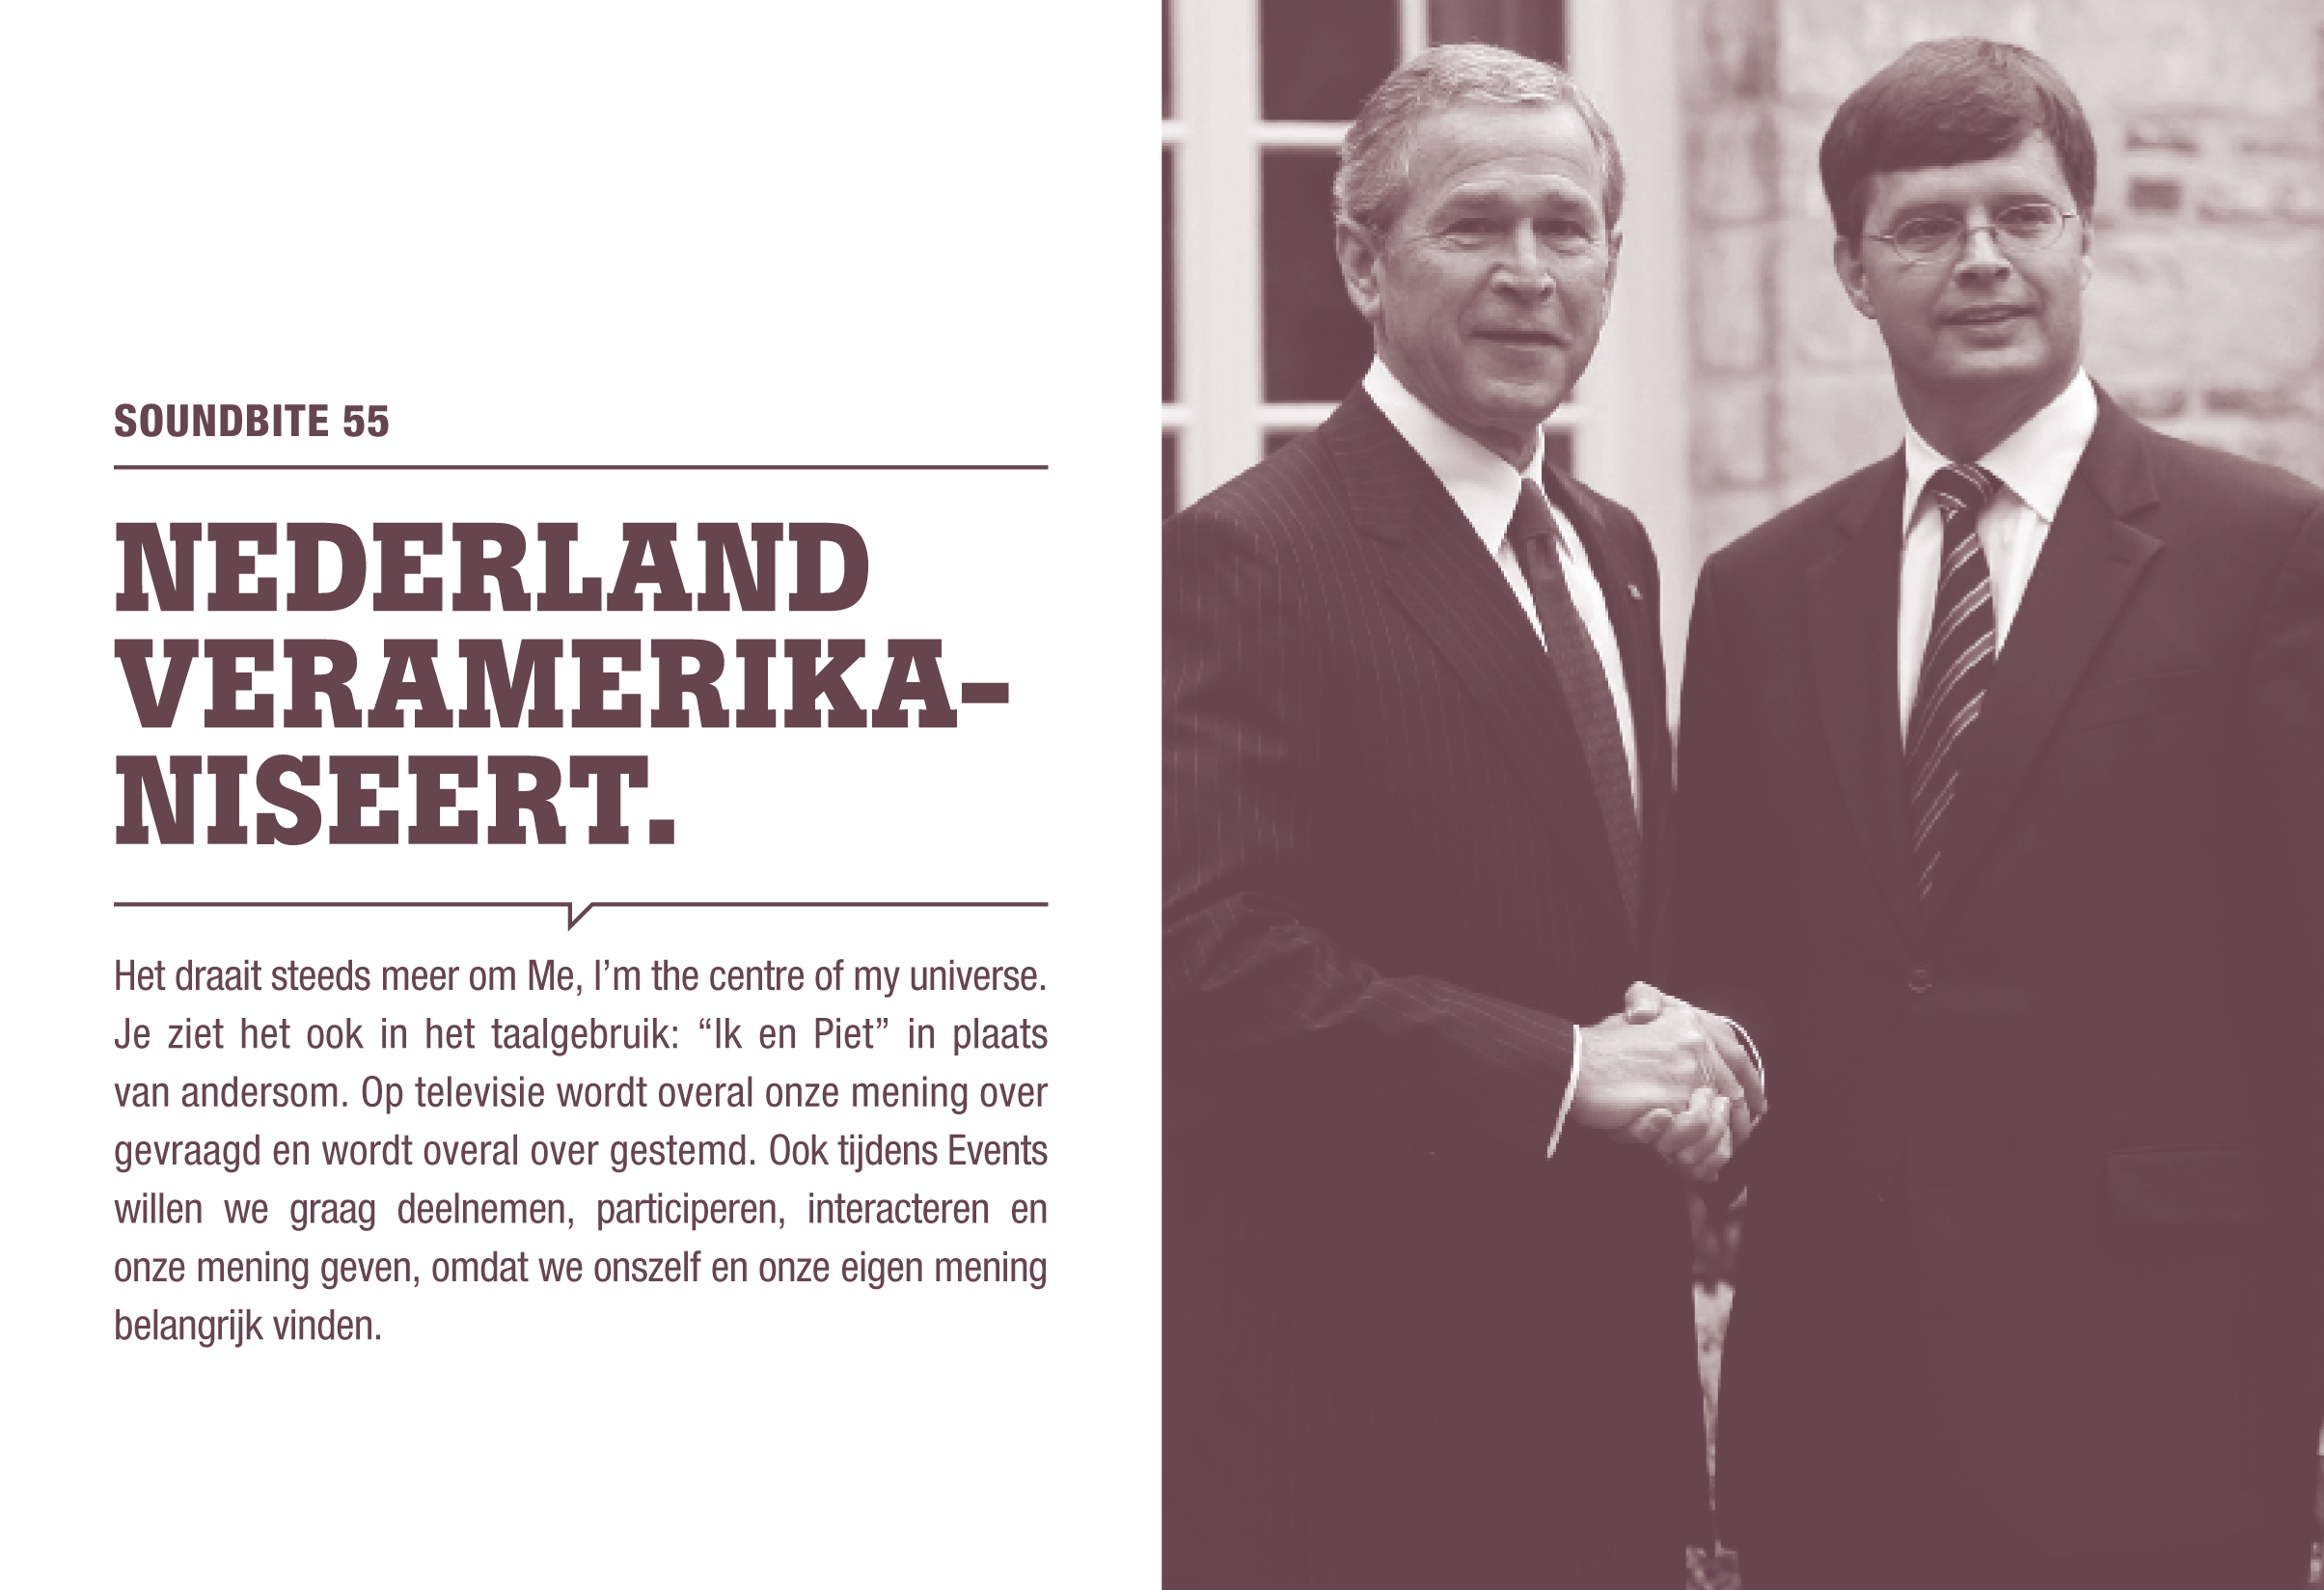 SOUNDBITE 55
NEDERLAND
VERAMERIKA–
NISEERT.
Het draait steeds meer om Me, I’m the centre of my universe.
Je ziet het ook in het taalgebruik: “Ik en Piet” in plaats
van andersom. Op televisie wordt overal onze mening over
gevraagd en wordt overal over gestemd. Ook tijdens Events
willen we graag deelnemen, participeren, interacteren en
onze mening geven, omdat we onszelf en onze eigen mening
belangrijk vinden.